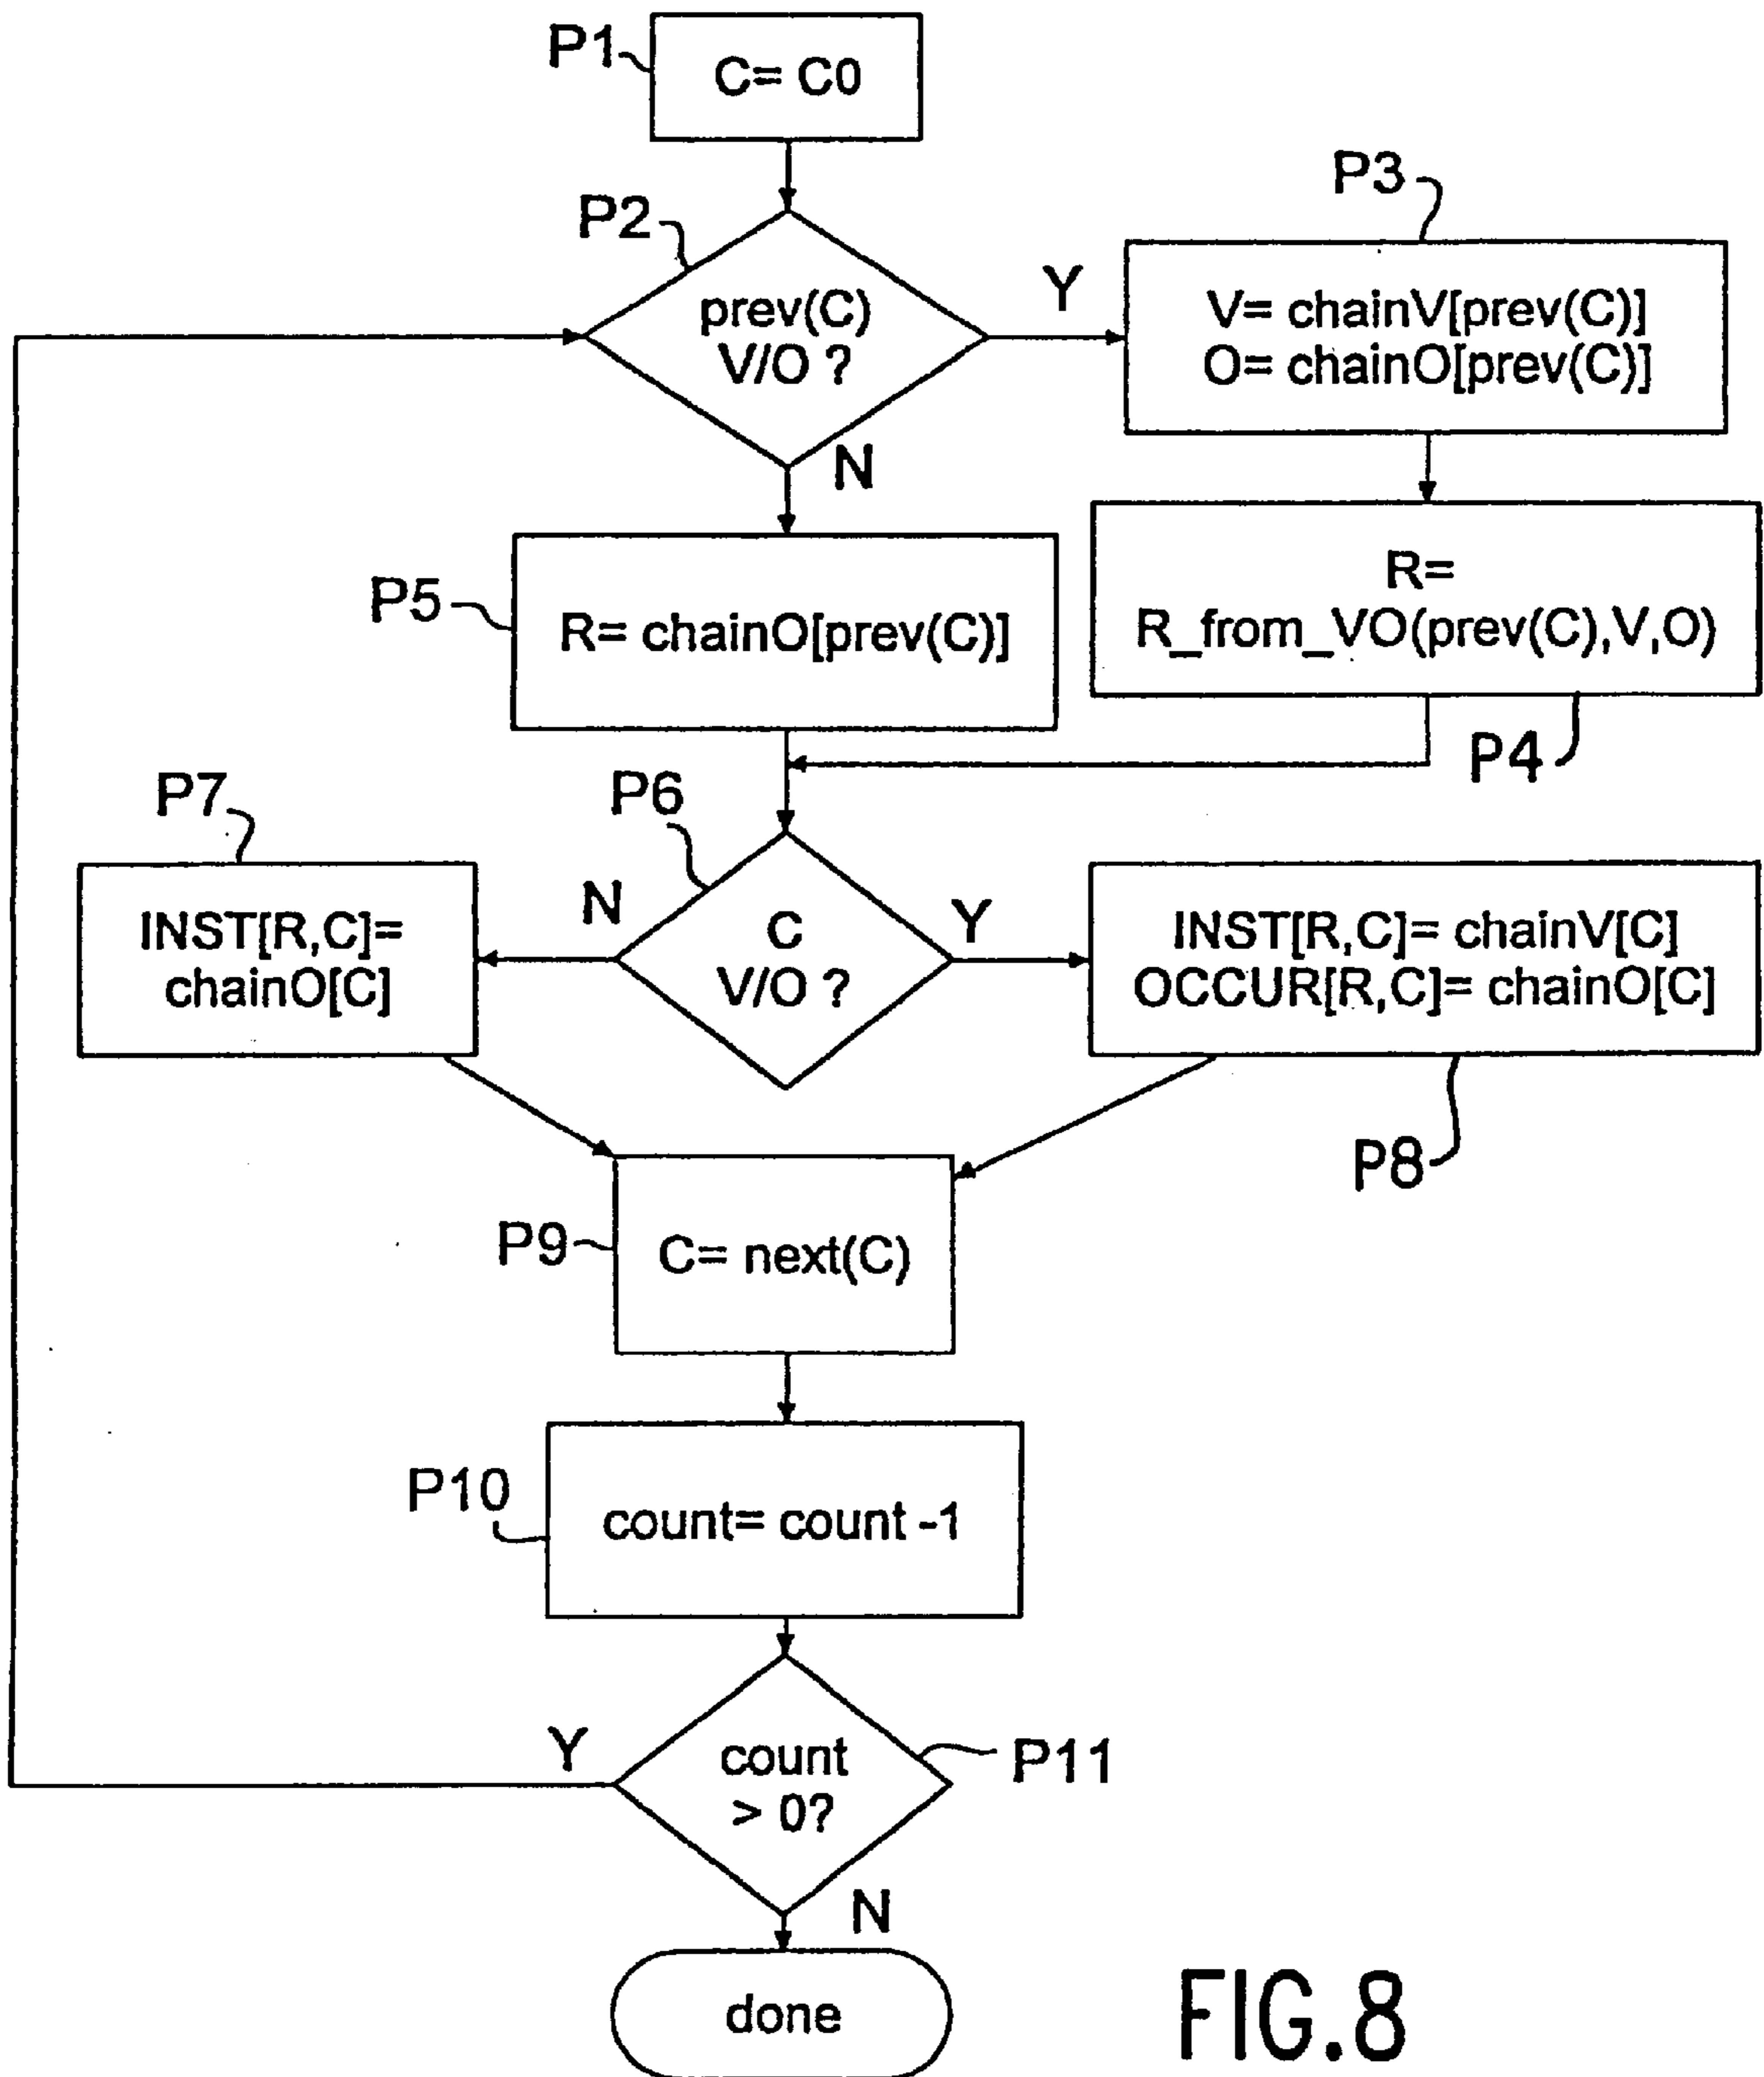 P1
C= C0
P2
prev(C)
V/O ?
Y
N
P3
V= chainV[prev(C)]
O= chainO[prev(C)]
R=
R_from_VO(prev(C),V,O)
P4
P5
R= chainO[prev(C)]
P6
C
V/O ?
N
Y
P7
INST[R,C]=
chainO[C]
INST[R,C]= chainV[C]
OCCUR[R,C]= chainO[C]
P8
P9
C= next(C)
P10
count= count -1
P11
count
> 0?
Y
N
done
FIG.8